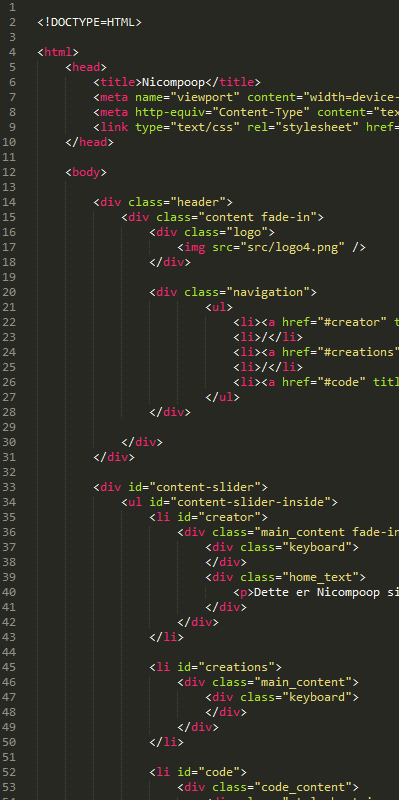 1
2 <!DOCTYPE=HTML>
3
4 <html>
5 <head>
6 <title>Nicompoop</title>
7 <meta name="viewport" content="width=device-
8 <meta http-equiv="Content-Type" content="tex
9 <link type="text/css" rel="stylesheet" href=
10 </head>
11
12 <body>
13
14 <div class="header">
15 <div class="content fade-in">
16 <div class="logo">
17 <img src="src/logo4.png" />
18 </div>
19
20 <div class="navigation">
21 <ul>
22 <li><a href="#creator" t
23 <li>/</li>
24 <li><a href="#creations"
25 <li>/</li>
26 <li><a href="#code" titl
27 </ul>
28 </div>
29
30 </div>
31 </div>
32
33 <div id="content-slider">
34 <ul id="content-slider-inside">
35 <li id="creator">
36 <div class="main_content fade-in
37 <div class="keyboard">
38 </div>
39 <div class="home_text">
40 <p>Dette er Nicompoop si
41 </div>
42 </div>
43 </li>
44
45 <li id="creations">
46 <div class="main_content">
47 <div class="keyboard">
48 </div>
49 </div>
50 </li>
51
52 <li id="code">
53 <div class="code_content">